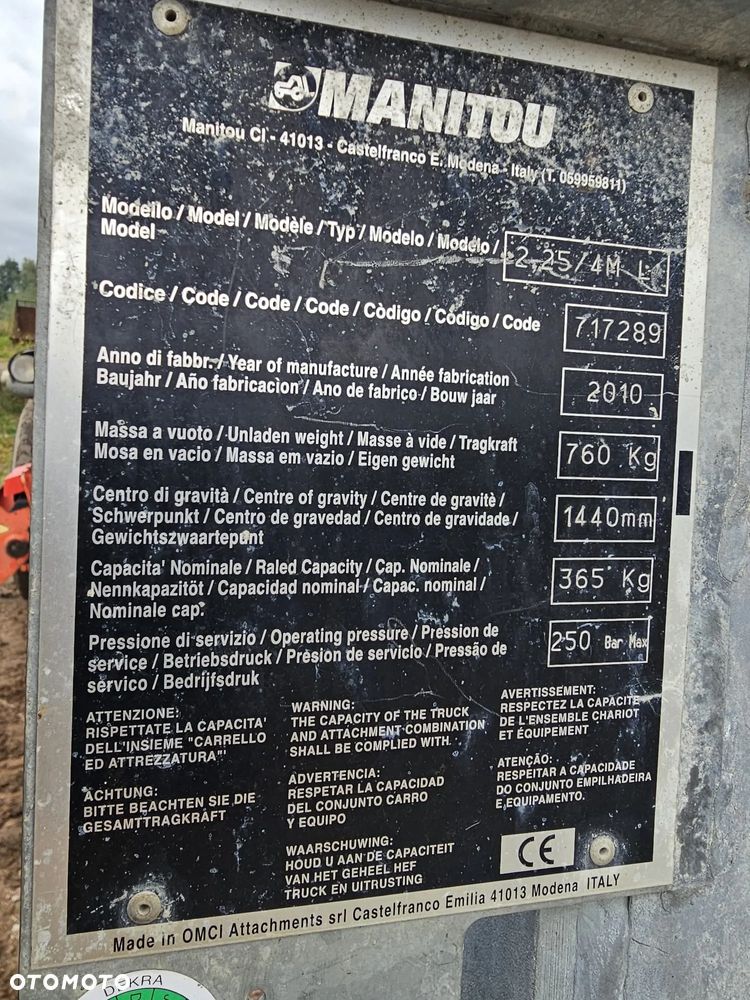 MANITOU
Manitou CI - 41013 - Castelfranco E. Modena - Italy (T. 059959811)
Modello / Model / Modèle / Typ / Modelo / Modelo /
Model
2,25/4M L
Codice / Code / Code / Code / Còdigo / Còdigo / Code
717289
Anno di fabbr. / Year of manufacture / Année fabrication
Baujahr / Año fabricaciòn / Ano de fabriço / Bouw jaar
2010
Massa a vuoto / Unladen weight / Masse à vide / Tragkraft
Mosa en vacio / Massa em vazio / Eigen gewicht
760 Kg
Centro di gravità / Centre of gravity / Centre de gravitè /
Schwerpunkt / Centro de gravedad / Centro de gravidade /
Gewichtszwaartepunt
1440mm
Capacita' Nominale / Raled Capacity / Cap. Nominale /
Nennkapazitöt / Capacidad nominal / Capac. nominal /
Nominale cap.
365 Kg
Pressione di servizio / Operating pressure / Pression de
service / Betriebsdruck / Presion de servicio / Pressão de
servico / Bedrijfsdruk
250 Bar Max
ATTENZIONE:
RISPETTATE LA CAPACITA'
DELL'INSIEME "CARRELLO
ED ATTREZZATURA"
WARNING:
THE CAPACITY OF THE TRUCK
AND ATTACHMENT COMBINATION
SHALL BE COMPLIED WITH.
AVERTISSEMENT:
RESPECTEZ LA CAPACITE
DE L'ENSEMBLE CHARIOT
ET ÉQUIPEMENT
ACHTUNG:
BITTE BEACHTEN SIE DIE
GESAMTTRAGKRÄFT
ADVERTENCIA:
RESPETAR LA CAPACIDAD
DEL CONJUNTO CARRO
Y EQUIPO
ATENÇÃO:
RESPEITAR A CAPACIDADE
DO CONJUNTO EMPILHADEIRA
E EQUIPAMENTO.
WAARSCHUWING:
HOUD U AAN DE CAPACITEIT
VAN HET GEHEEL HEF
TRUCK EN UITRUSTING
CE
Made in OMCI Attachments srl Castelfranco Emilia 41013 Modena ITALY
DEKRA
OTOMOTO